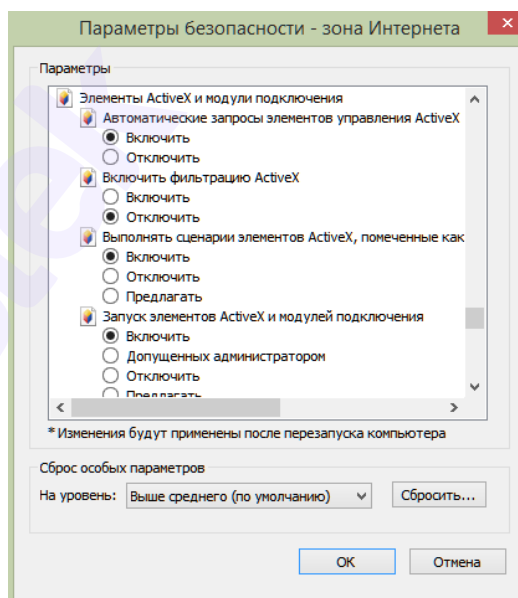 Параметры безопасности - зона Интернета
Параметры
Элементы ActiveX и модули подключения
Автоматические запросы элементов управления ActiveX
Включить
Отключить
Включить фильтрацию ActiveX
Включить
Отключить
Выполнять сценарии элементов ActiveX, помеченные как
Включить
Отключить
Предлагать
Запуск элементов ActiveX и модулей подключения
Включить
Допущенных администратором
Отключить
Предлагать
* Изменения будут применены после перезапуска компьютера
Сброс особых параметров
На уровень: Выше среднего (по умолчанию) Сбросить...
ОК Отмена